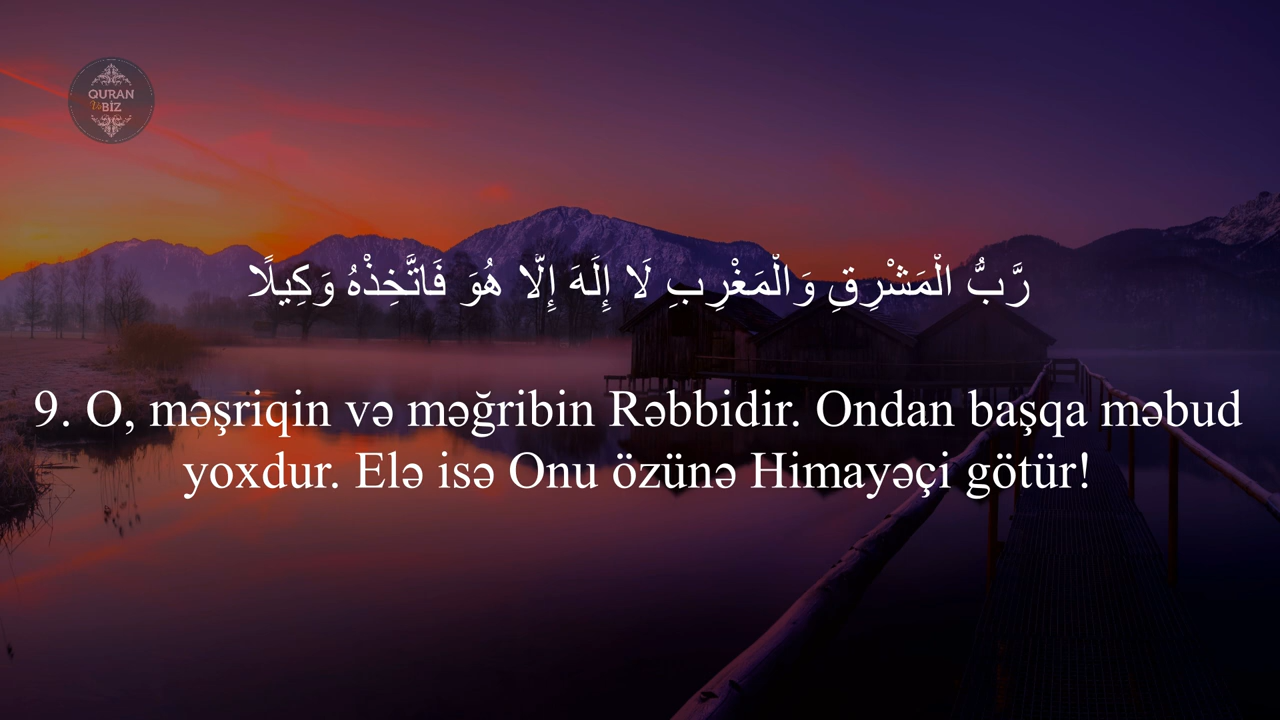 QURAN
Və BİZ
رَّبُّ الْمَشْرِقِ وَالْمَغْرِبِ لَا إِلَهَ إِلَّا هُوَ فَاتَّخِذْهُ وَكِيلًا
9. O, məşriqin və məğribin Rəbbidir. Ondan başqa məbud
yoxdur. Elə isə Onu özünə Himayəçi götür!